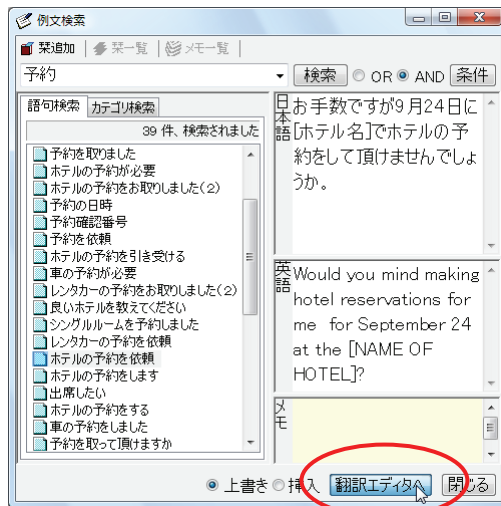 例文検索
栞追加 栞一覧 メモ一覧
予約 検索 OR AND 条件
語句検索 カテゴリ検索
39 件、検索されました
予約を取りました
ホテルの予約が必要
ホテルの予約をお取りしました(2)
予約の日時
予約確認番号
予約を依頼
ホテルの予約を引き受ける
車の予約が必要
レンタカーの予約をお取りしました(2)
良いホテルを教えてください
シングルルームを予約しました
レンタカーの予約を依頼
ホテルの予約を依頼
ホテルの予約をします
出席したい
ホテルの予約をする
車の予約をしました
予約を取って頂けますか
日本語
お手数ですが9月24日に
[ホテル名]でホテルの予
約をして頂けませんでしょ
うか。
英語
Would you mind making
hotel reservations for
me for September 24
at the [NAME OF
HOTEL]?
メモ
上書き 挿入 翻訳エディタへ 閉じる